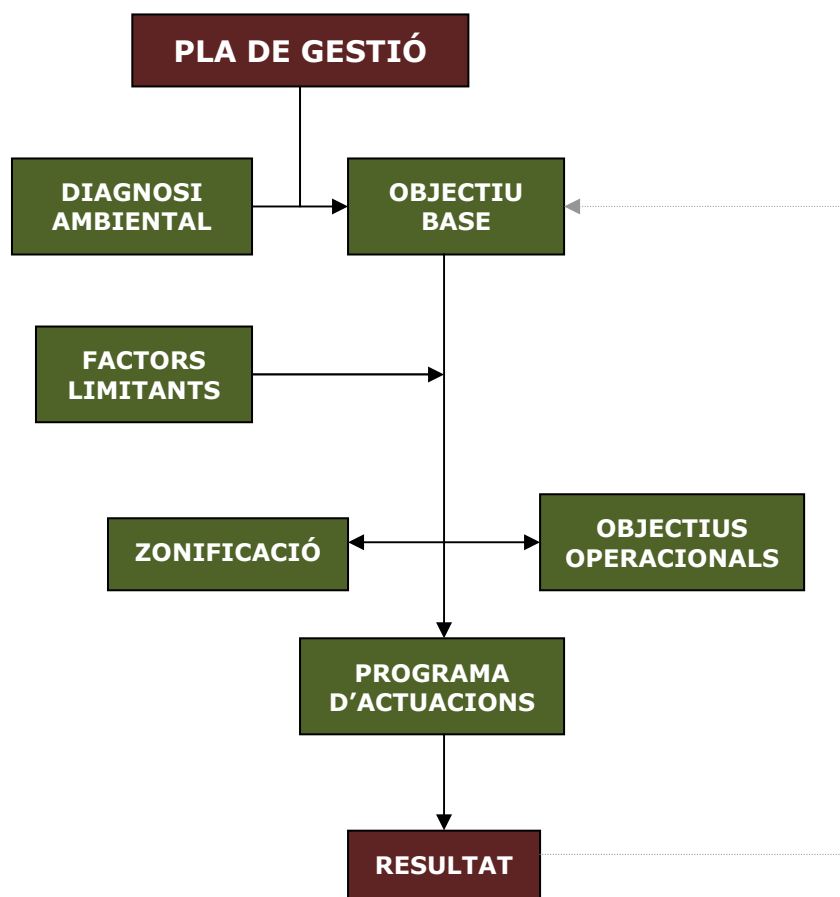 PLA DE GESTIÓ
DIAGNOSI
AMBIENTAL
OBJECTIU
BASE
FACTORS
LIMITANTS
ZONIFICACIÓ
OBJECTIUS
OPERACIONALS
PROGRAMA
D’ACTUACIONS
RESULTAT